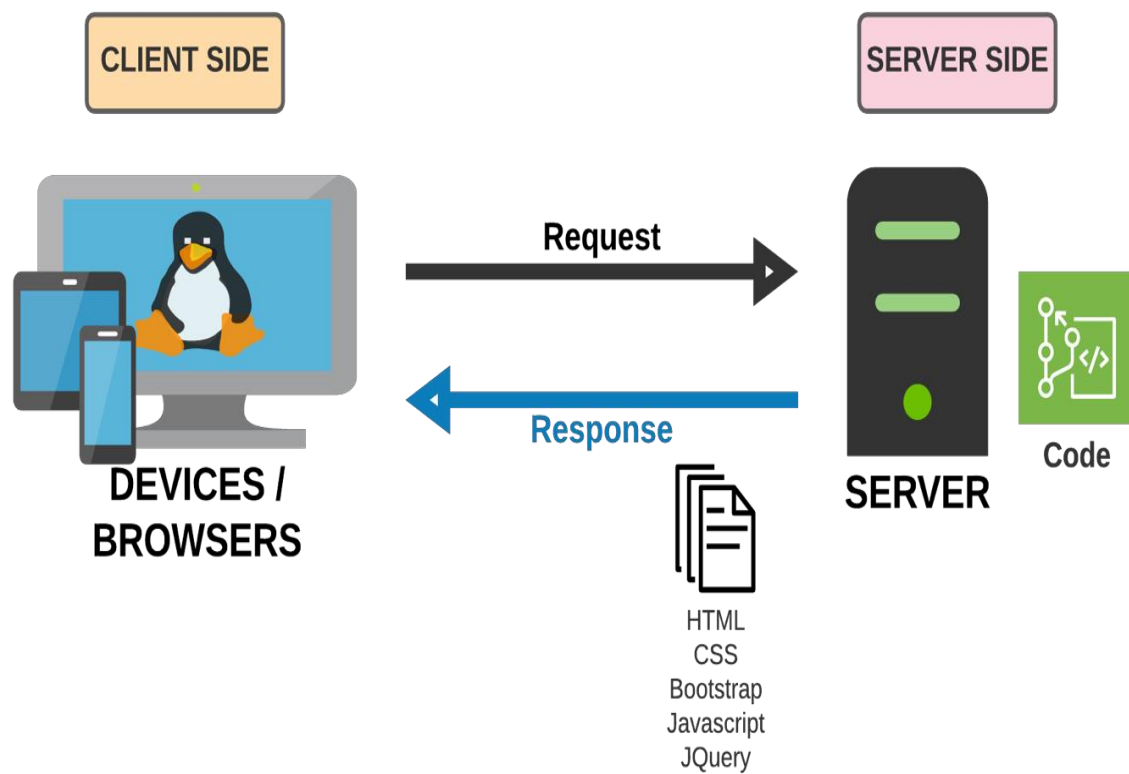 CLIENT SIDE
SERVER SIDE
Request
Response
DEVICES /
BROWSERS
SERVER
</>
Code
HTML
CSS
Bootstrap
Javascript
JQuery